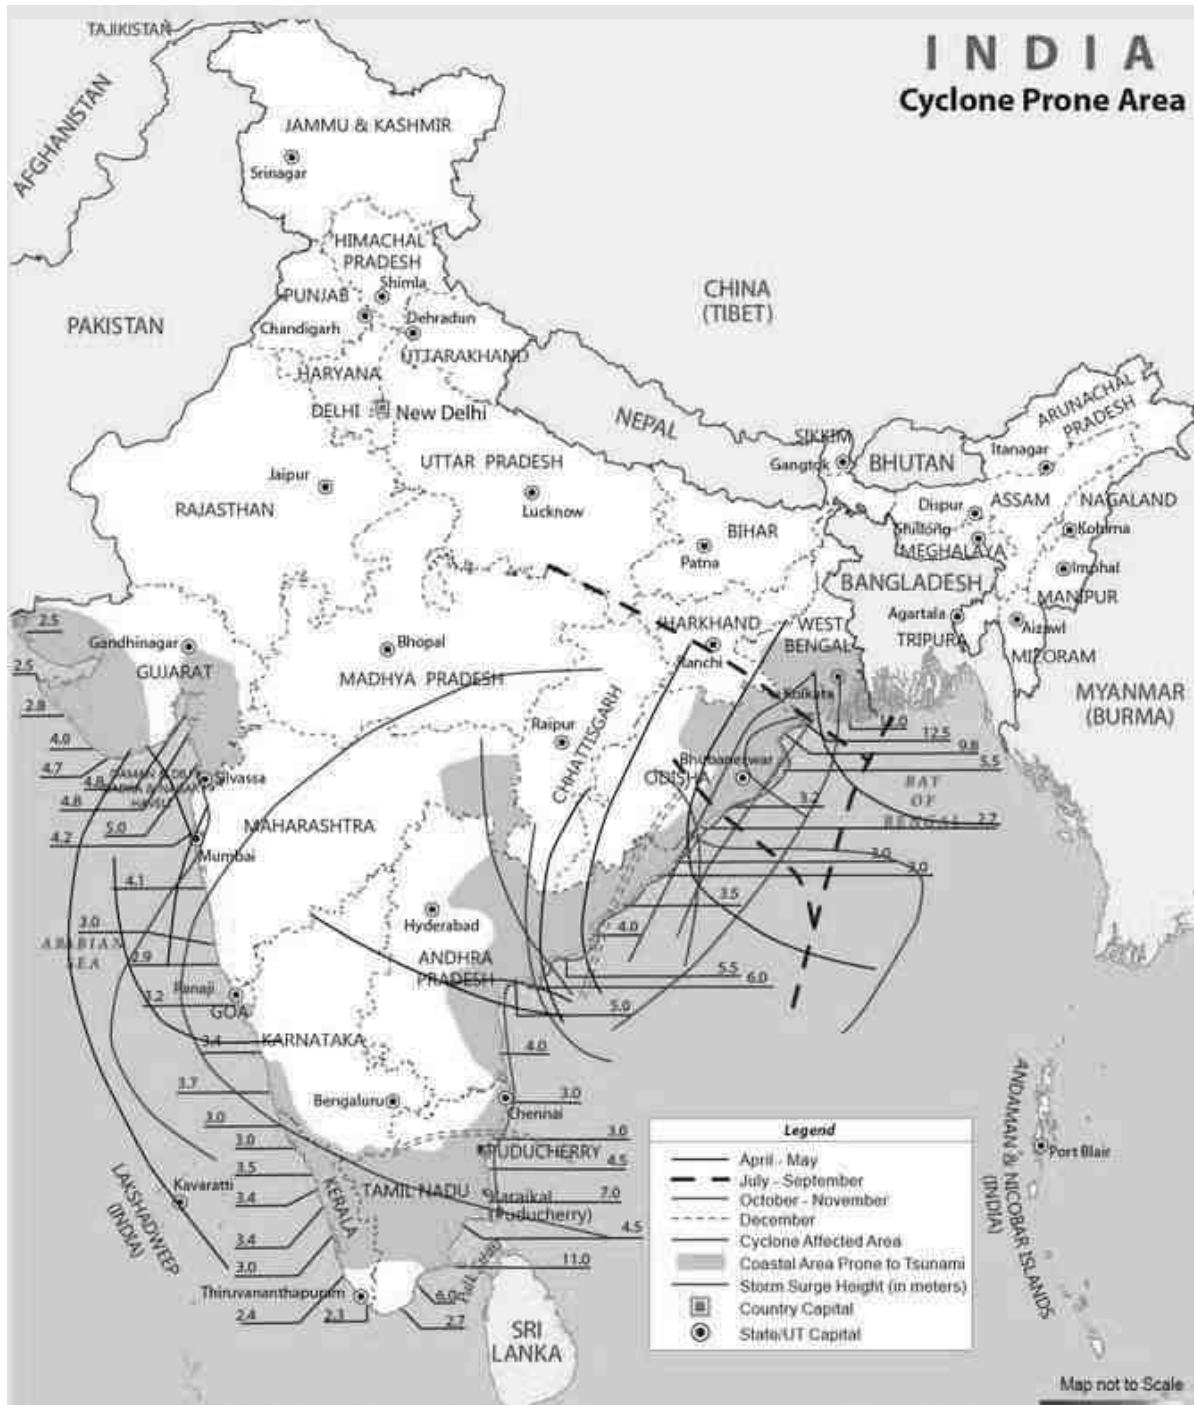 TAJIKISTAN
INDIA
Cyclone Prone Area
AFGHANISTAN
JAMMU & KASHMIR
Srinagar
HIMACHAL
PRADESH
Shimla
PUNJAB
Chandigarh
Dehradun
UTTARAKHAND
HARYANA
DELHI
New Delhi
PAKISTAN
CHINA
(TIBET)
NEPAL
SIKKIM
Gangtok
BHUTAN
ARUNACHAL
PRADESH
Itanagar
Jaipur
RAJASTHAN
UTTAR PRADESH
Lucknow
BIHAR
Patna
Dispur
ASSAM
NAGALAND
Shillong
Kohima
MEGHALAYA
Imphal
MANIPUR
BANGLADESH
Agartala
TRIPURA
Aizawl
MIZORAM
MYANMAR
(BURMA)
2.5
2.5
2.8
Gandhinagar
GUJARAT
Bhopal
MADHYA PRADESH
JHARKHAND
Ranchi
WEST
BENGAL
Kolkata
Raipur
CHHATTISGARH
Bhubaneswar
ODISHA
12.5
9.8
5.5
BAY
OF
BENGAL
3.2
2.7
3.0
3.0
3.5
4.0
5.5
6.0
5.0
4.0
3.0
4.0
4.7
4.8
4.8
5.0
4.2
DAMAN & DIU
DADRA & NAGAR
HAVELI
Silvassa
Mumbai
MAHARASHTRA
4.1
3.0
ARABIAN
SEA
2.9
Hyderabad
ANDHRA
PRADESH
Panaji
3.2
GOA
3.4
KARNATAKA
Bengaluru
Chennai
3.7
3.0
3.0
3.5
3.4
3.4
3.0
2.4
2.3
Kavaratti
LAKSHADWEEP
(INDIA)
KERALA
TAMIL NADU
PUDUCHERRY
3.0
4.5
Karaikal
(Puducherry)
7.0
4.5
11.0
6.0
2.7
Thiruvananthapuram
SRI
LANKA
ANDAMAN & NICOBAR ISLANDS
(INDIA)
Port Blair
Legend
April - May
July - September
October - November
December
Cyclone Affected Area
Coastal Area Prone to Tsunami
Storm Surge Height (in meters)
Country Capital
State/UT Capital
Map not to Scale